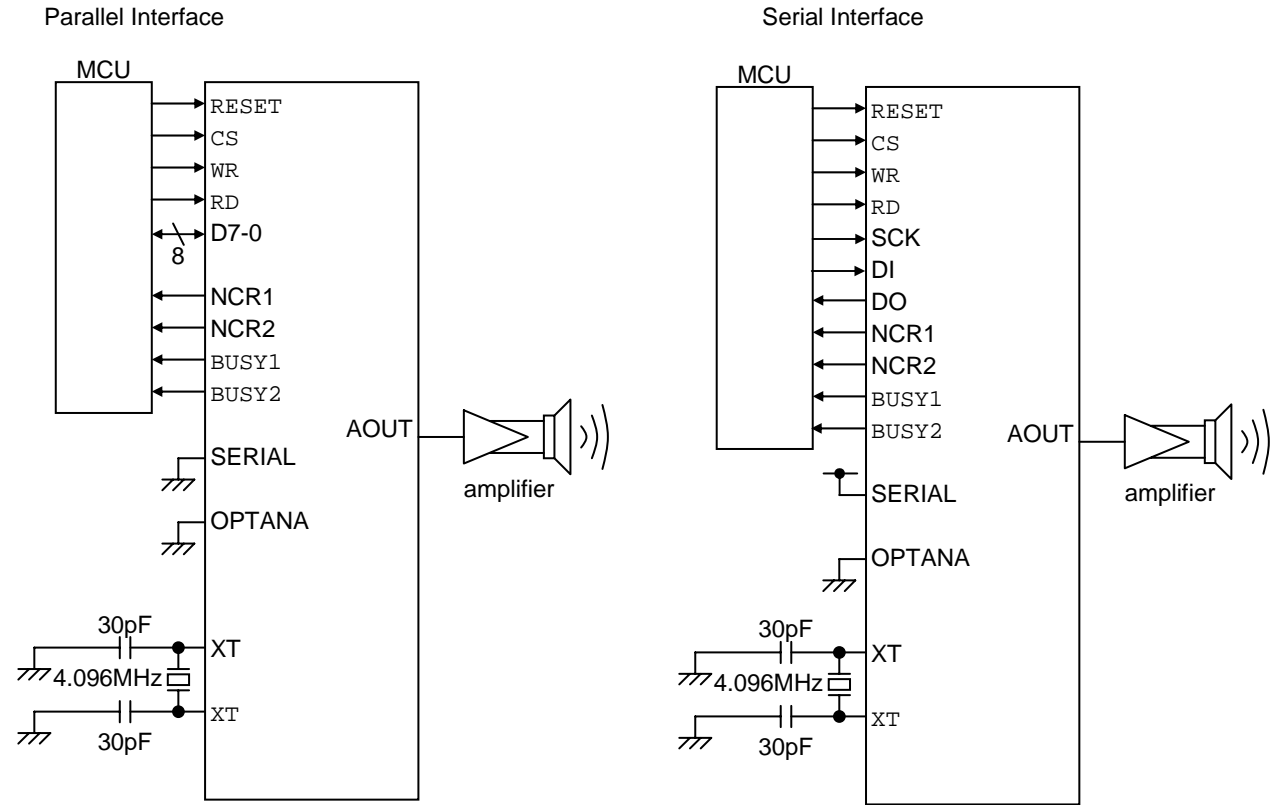 Parallel Interface
MCU
RESET
CS
WR
RD
D7-0
8
NCR1
NCR2
BUSY1
BUSY2
AOUT
amplifier
SERIAL
OPTANA
30pF
XT
4.096MHz
XT
30pF
Serial Interface
MCU
RESET
CS
WR
RD
SCK
DI
DO
NCR1
NCR2
BUSY1
BUSY2
AOUT
amplifier
SERIAL
OPTANA
30pF
XT
4.096MHz
XT
30pF